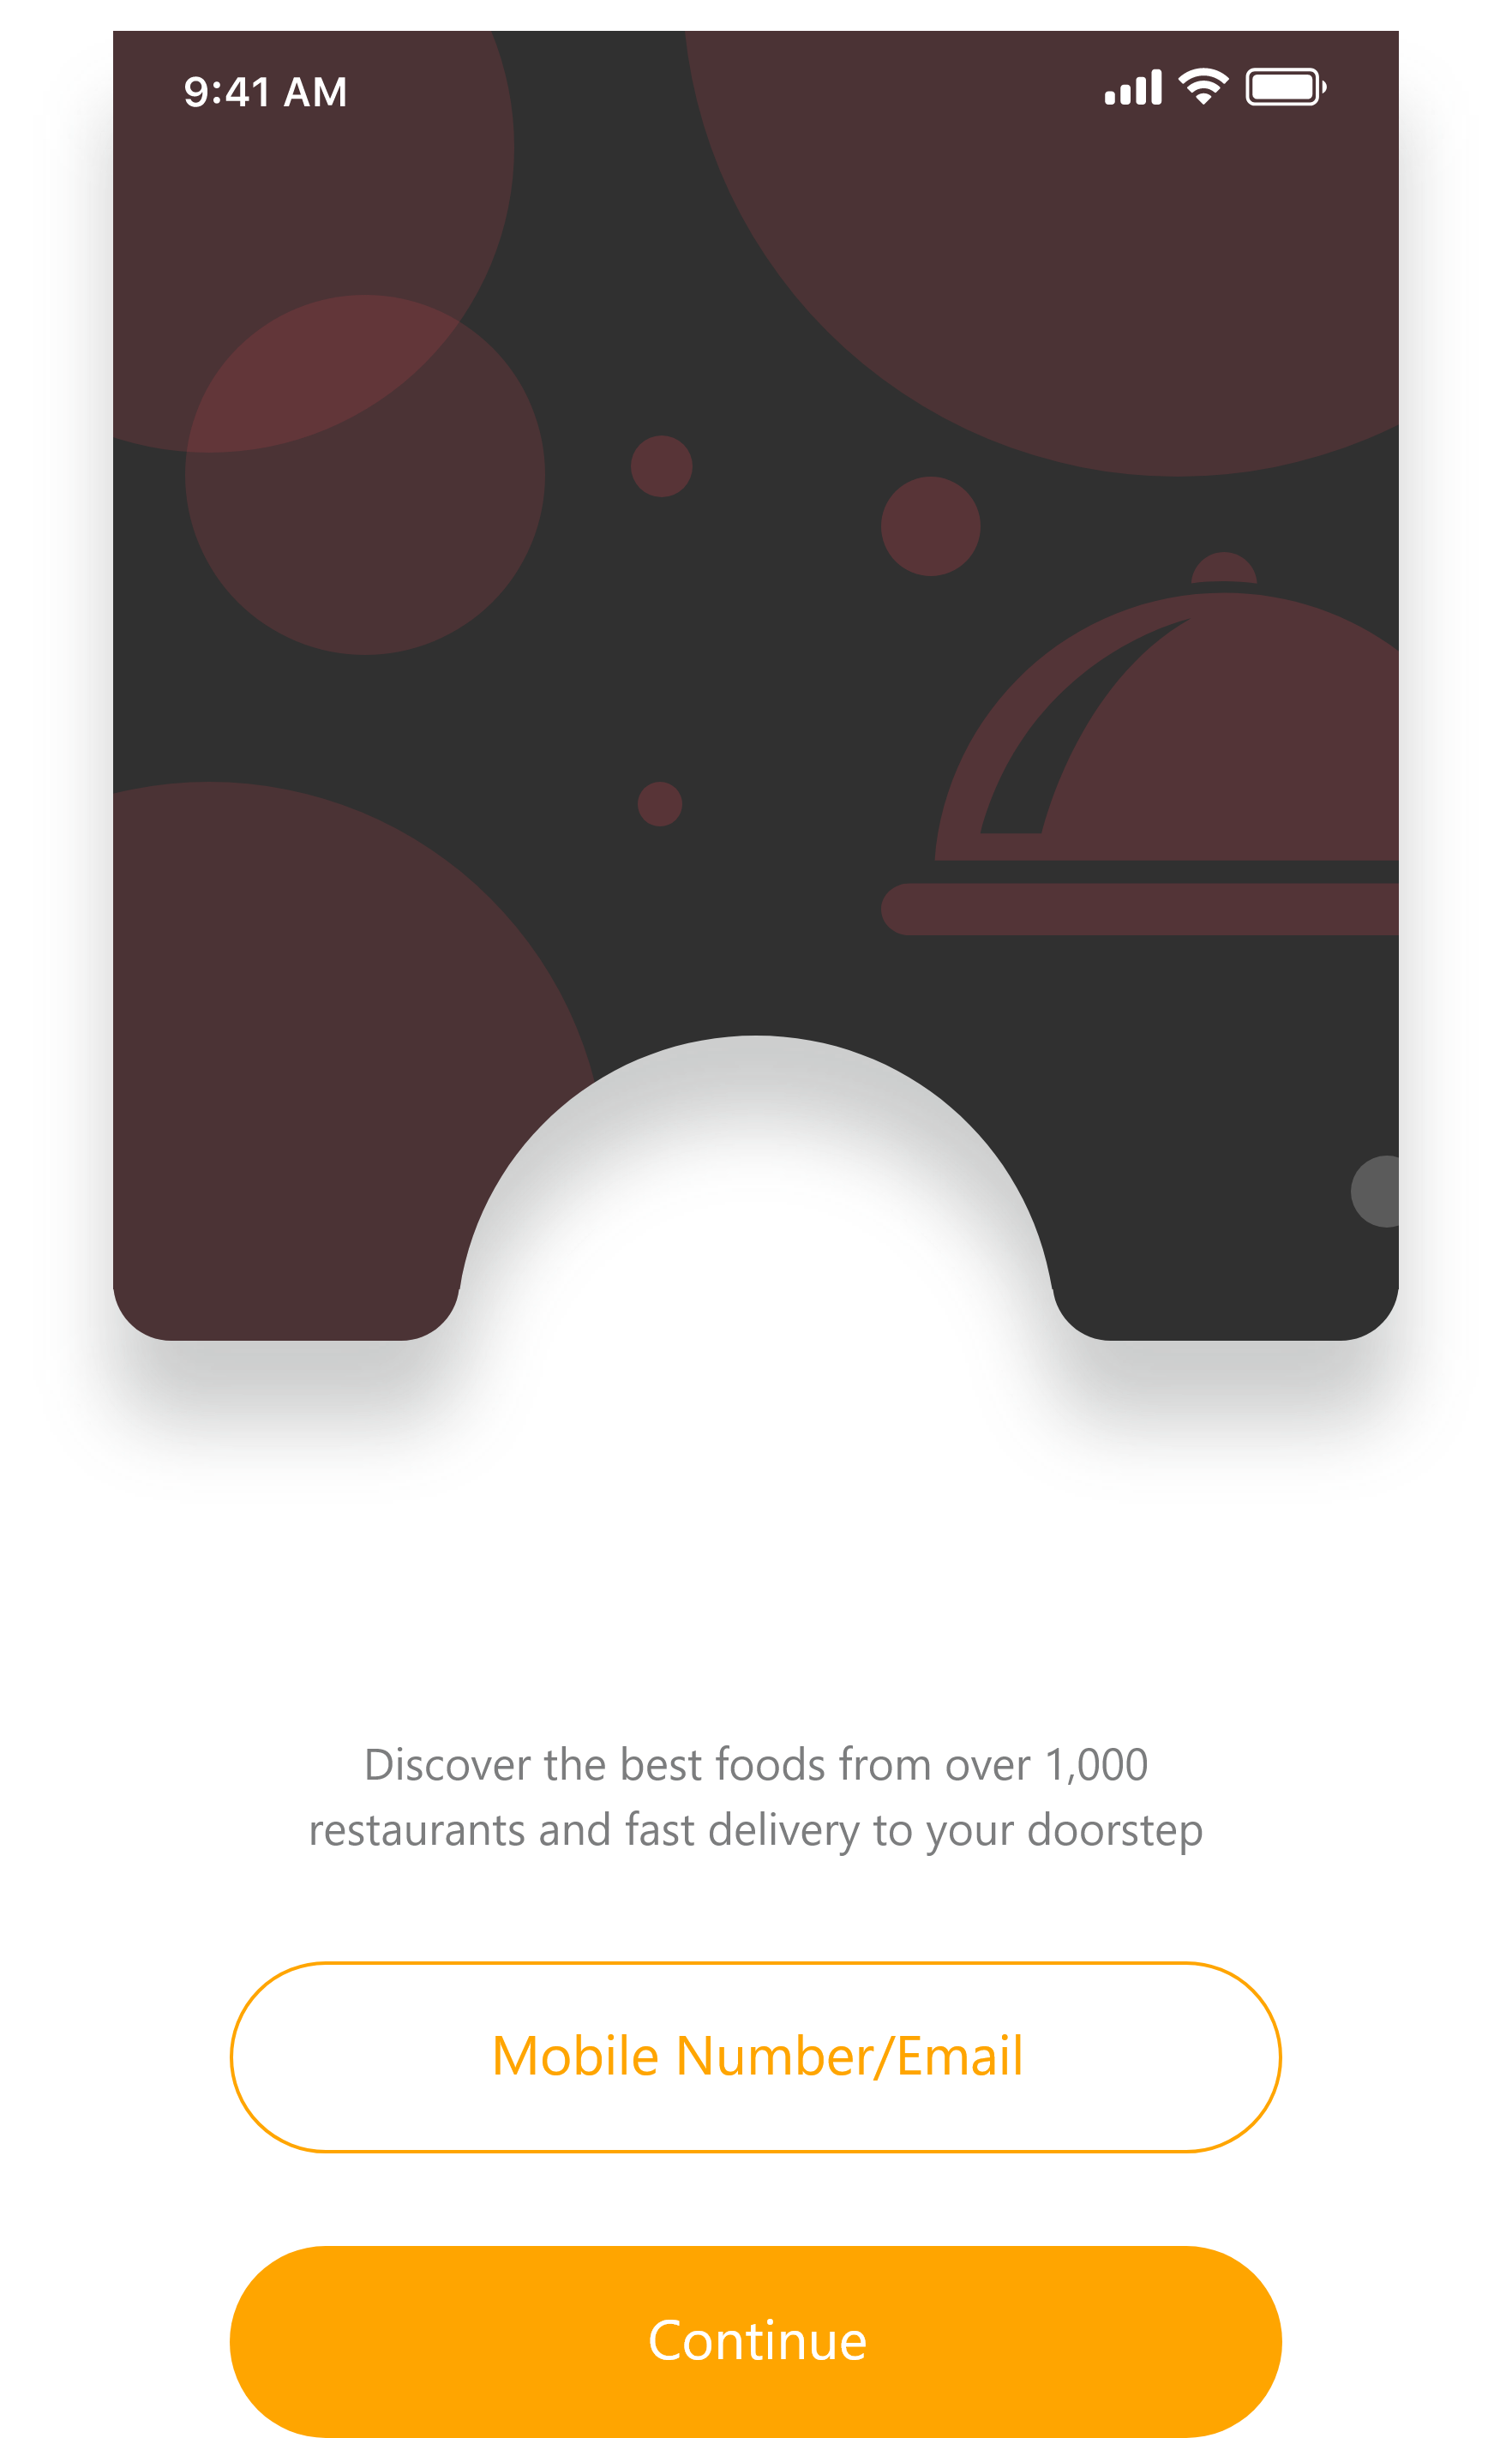 9:41 AM
Discover the best foods from over 1,000
restaurants and fast delivery to your doorstep
Mobile Number/Email
Continue